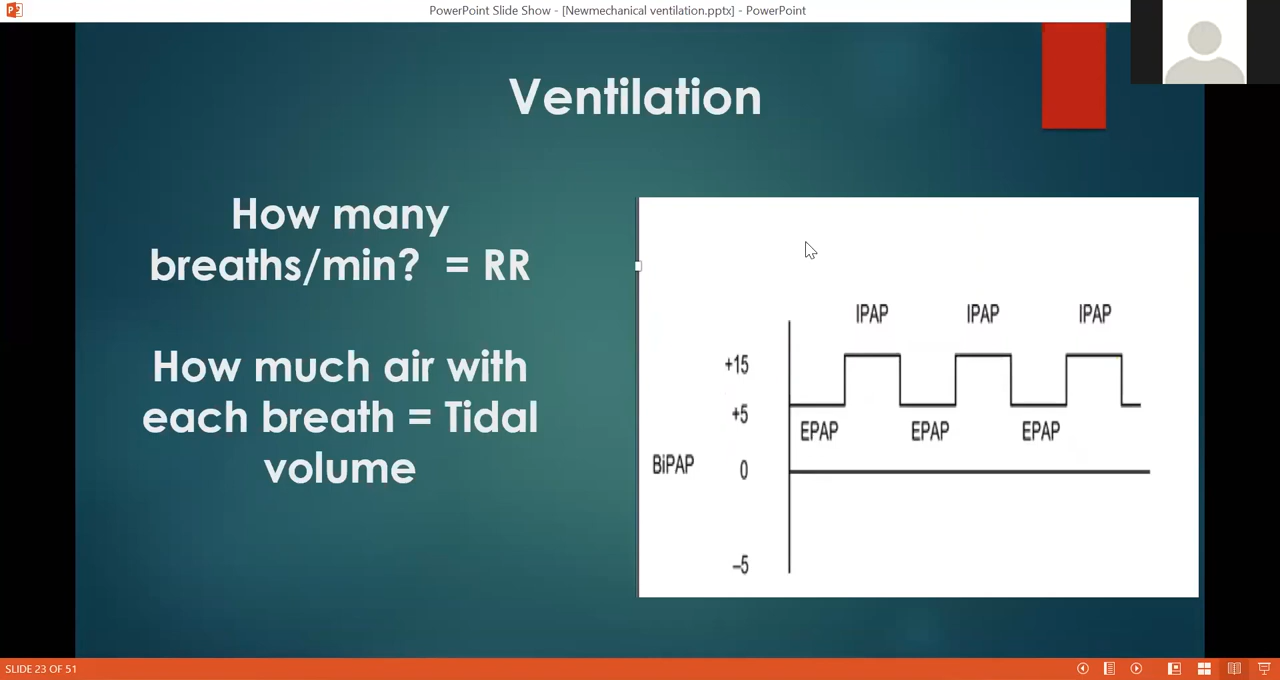 PowerPoint Slide Show - [Newmechanical ventilation.pptx] - PowerPoint
Ventilation
How many
breaths/min?  = RR
How much air with
each breath = Tidal
volume
IPAP IPAP IPAP
+15
+5
EPAP EPAP EPAP
BiPAP 0
–5
SLIDE 23 OF 51